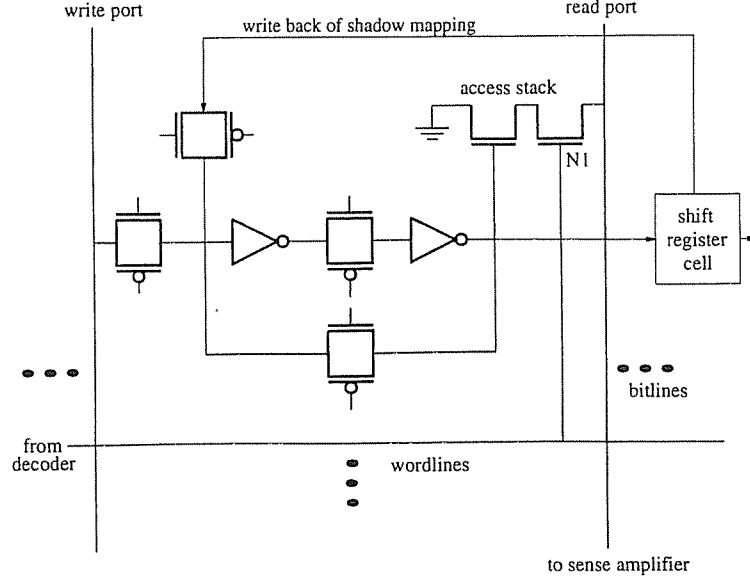 write port
read port
write back of shadow mapping
access stack
N1
shift
register
cell
bitlines
from
decoder
wordlines
to sense amplifier